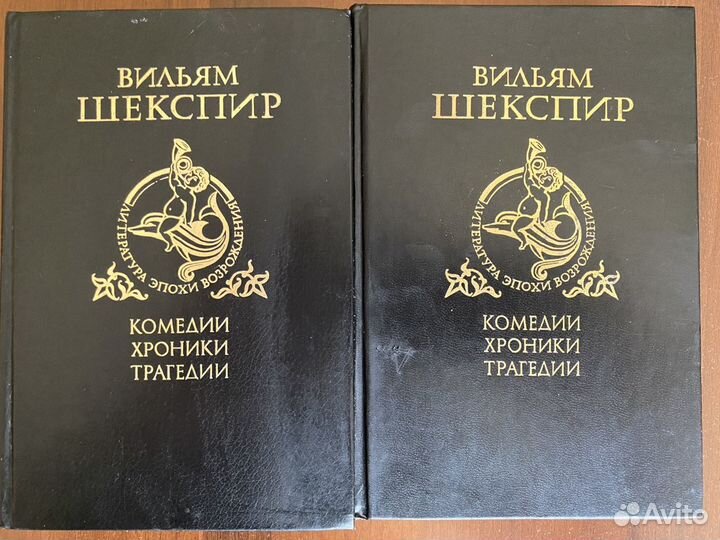 ВИЛЬЯМ
ШЕКСПИР
ЛИТЕРАТУРА ЭПОХИ ВОЗРОЖДЕНИЯ
КОМЕДИИ
ХРОНИКИ
ТРАГЕДИИ
ВИЛЬЯМ
ШЕКСПИР
ЛИТЕРАТУРА ЭПОХИ ВОЗРОЖДЕНИЯ
КОМЕДИИ
ХРОНИКИ
ТРАГЕДИИ
Avito